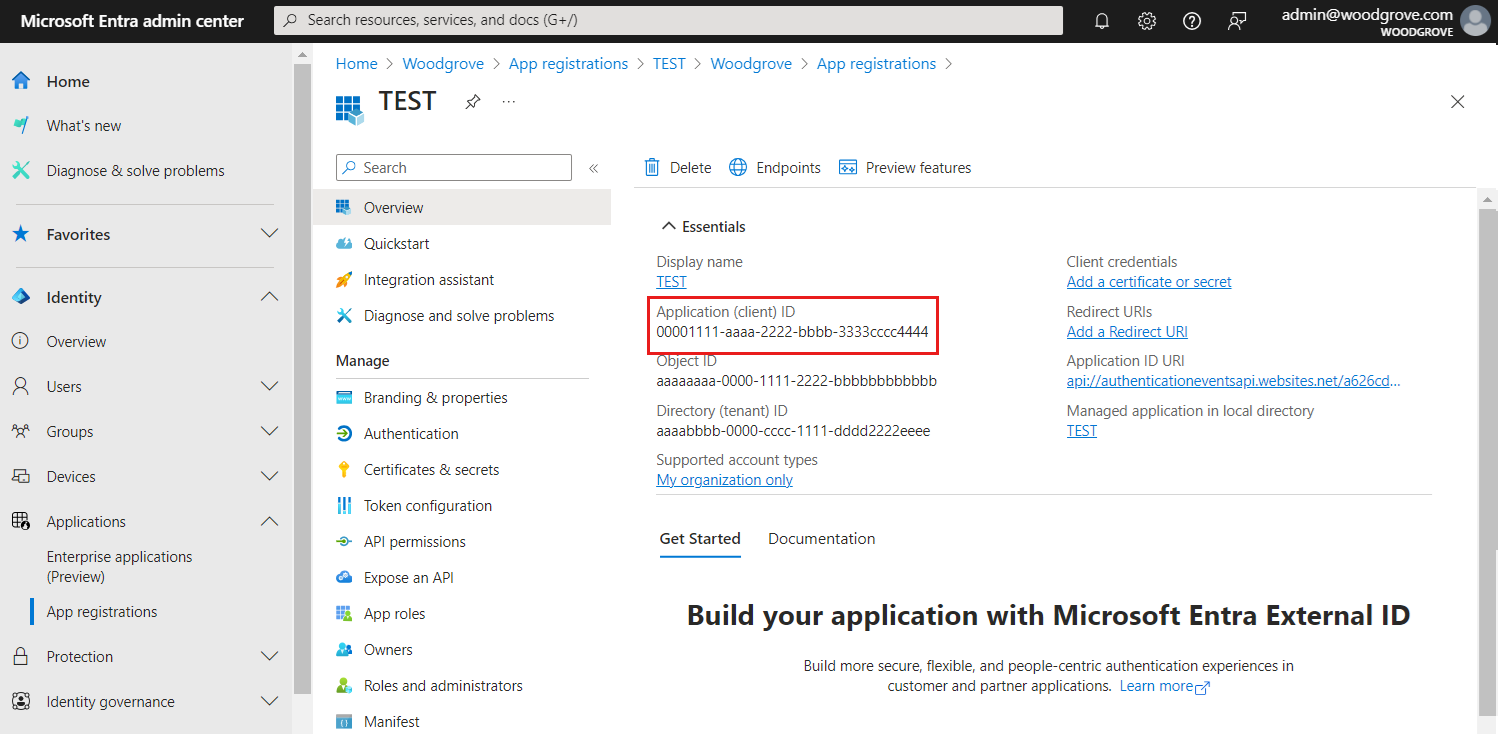 Microsoft Entra admin center
Search resources, services, and docs (G+/)
admin@woodgrove.com
WOODGROVE
Home
What's new
Diagnose & solve problems
Favorites
Identity
Overview
Users
Groups
Devices
Applications
Enterprise applications
(Preview)
App registrations
Protection
Identity governance
Home > Woodgrove > App registrations > TEST > Woodgrove > App registrations >
TEST
...
Search
«
Overview
Quickstart
Integration assistant
Diagnose and solve problems
Manage
Branding & properties
Authentication
Certificates & secrets
Token configuration
API permissions
Expose an API
App roles
Owners
Roles and administrators
Manifest
Delete Endpoints Preview features
Essentials
Display name
TEST
Application (client) ID
00001111-aaaa-2222-bbbb-3333cccc4444
Object ID
aaaaaaaa-0000-1111-2222-bbbbbbbbbbbb
Directory (tenant) ID
aaaabbbb-0000-cccc-1111-dddd2222eeee
Supported account types
My organization only
Client credentials
Add a certificate or secret
Redirect URIs
Add a Redirect URI
Application ID URI
api://authenticationeventsapi.websites.net/a626cd...
Managed application in local directory
TEST
Get Started Documentation
Build your application with Microsoft Entra External ID
Build more secure, flexible, and people-centric authentication experiences in
customer and partner applications. Learn more